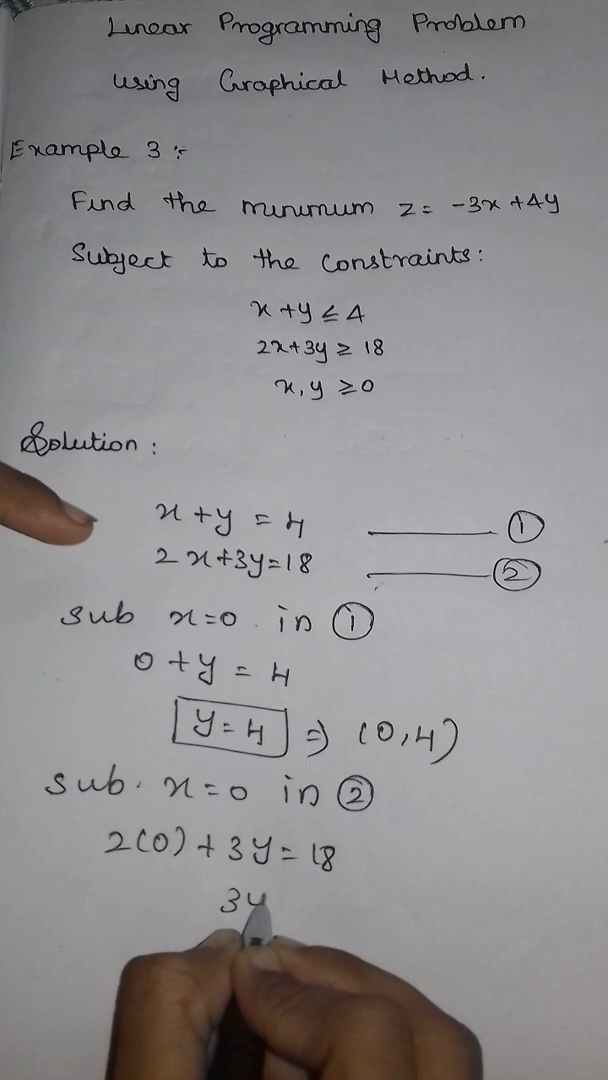 Linear Programming Problem
using Graphical Method.
Example 3 :-
Find the minimum z = -3x + 4y
Subject to the constraints:
x + y ≤ 4
2x + 3y ≥ 18
x, y ≥ 0
Solution :
x + y = 4 ——— ①
2x + 3y = 18 ——— ②
sub x = 0 in ①
0 + y = 4
y = 4 ⇒ (0,4)
sub. x = 0 in ②
2(0) + 3y = 18
3y